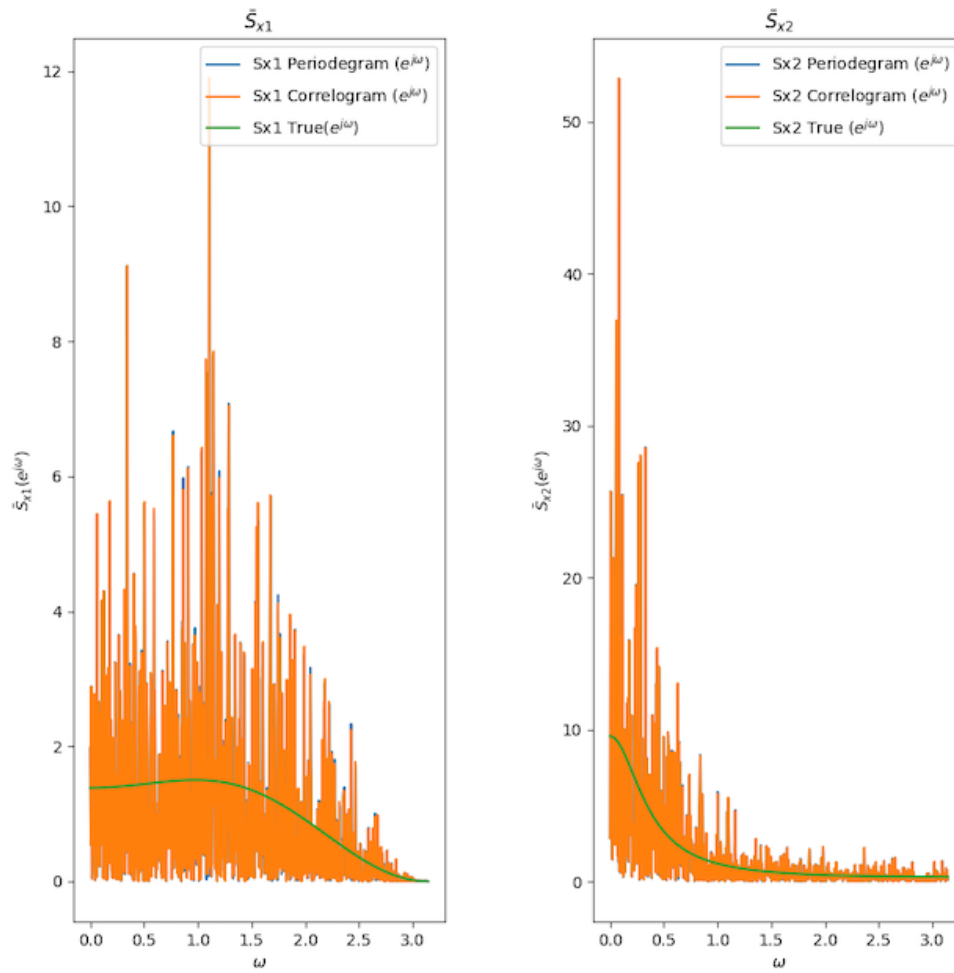 S̄x1
Sx1 Periodegram (e^jω)
Sx1 Correlogram (e^jω)
Sx1 True(e^jω)
12
10
8
6
4
2
0
S̄x1(e^jω)
0.0 0.5 1.0 1.5 2.0 2.5 3.0
ω
S̄x2
Sx2 Periodegram (e^jω)
Sx2 Correlogram (e^jω)
Sx2 True (e^jω)
50
40
30
20
10
0
S̄x2(e^jω)
0.0 0.5 1.0 1.5 2.0 2.5 3.0
ω